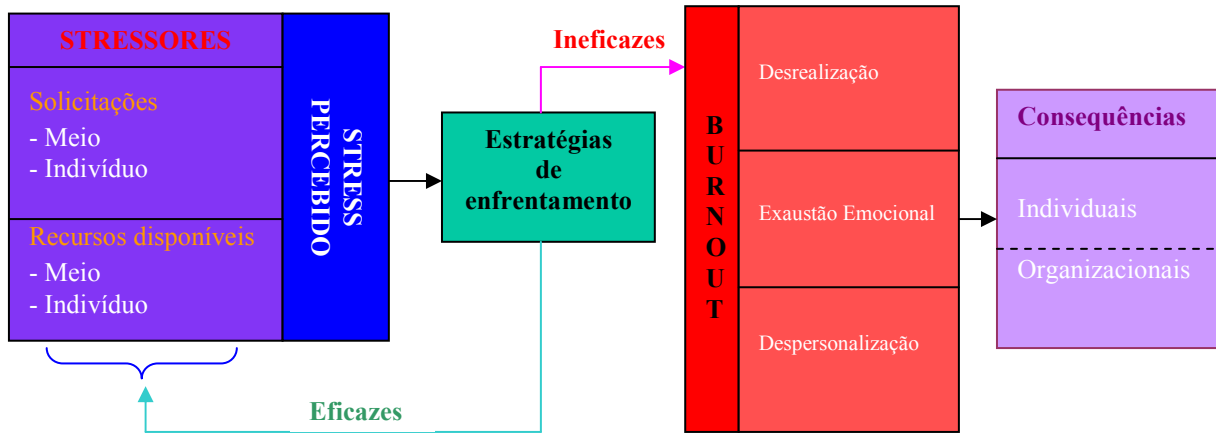 STRESSORES
Solicitações
- Meio
- Indivíduo
Recursos disponíveis
- Meio
- Indivíduo
STRESS
PERCEBIDO
Estratégias
de
enfrentamento
Ineficazes
Eficazes
BURNOUT
Desrealização
Exaustão Emocional
Despersonalização
Consequências
Individuais
Organizacionais